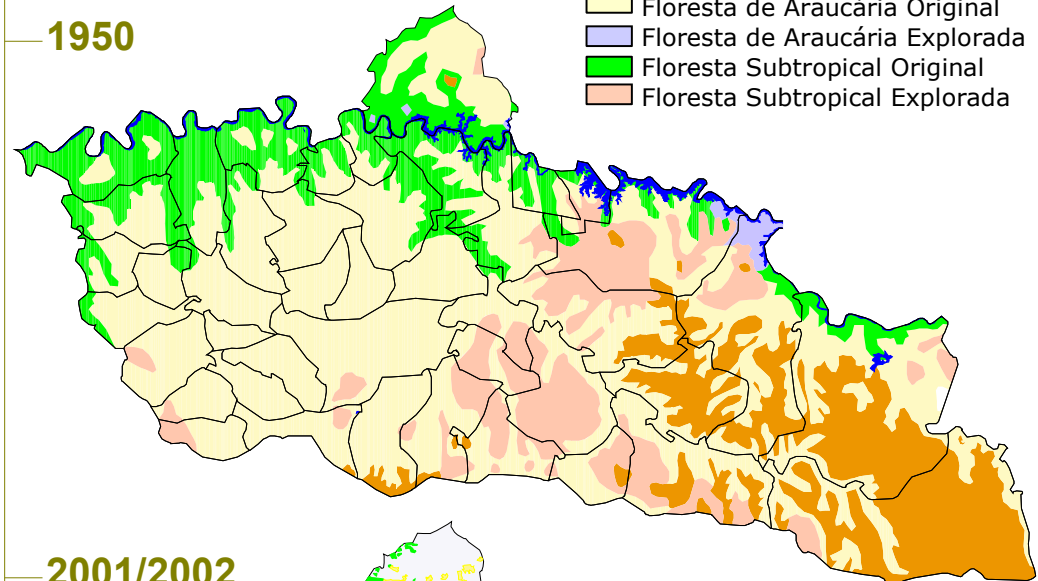 1950
Floresta de Araucária Original
Floresta de Araucária Explorada
Floresta Subtropical Original
Floresta Subtropical Explorada
2001/2002